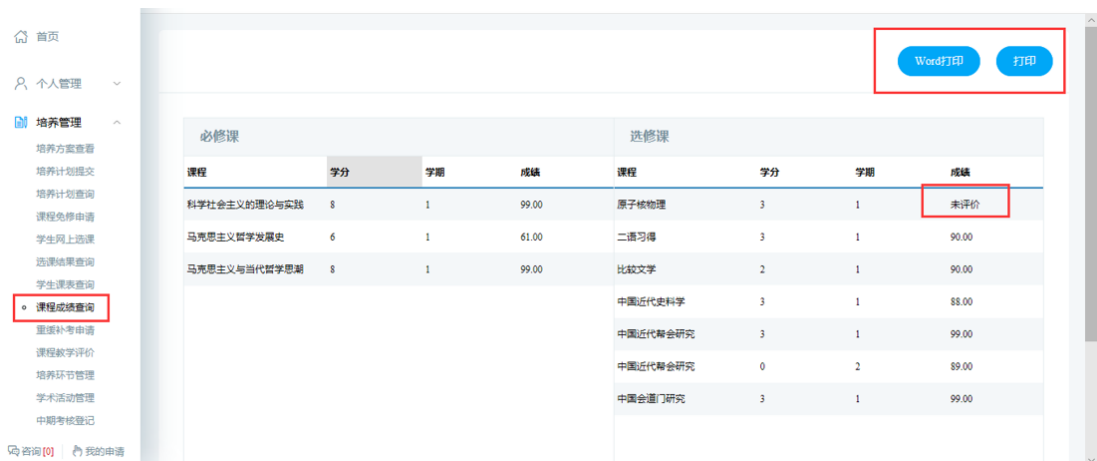 首页
个人管理
培养管理
培养方案查看
培养计划提交
培养计划查询
课程免修申请
学生网上选课
选课结果查询
学生课表查询
课程成绩查询
重缓补考申请
课程教学评价
培养环节管理
学术活动管理
中期考核登记
咨询[0] 我的申请
Word打印 打印
必修课
课程 学分 学期 成绩
科学社会主义的理论与实践 8 1 99.00
马克思主义哲学发展史 6 1 61.00
马克思主义与当代哲学思潮 8 1 99.00
选修课
课程 学分 学期 成绩
原子核物理 3 1 未评价
二语习得 3 1 90.00
比较文学 2 1 90.00
中国近代史科学 3 1 88.00
中国近代帮会研究 3 1 99.00
中国近代帮会研究 0 2 89.00
中国会道门研究 3 1 99.00